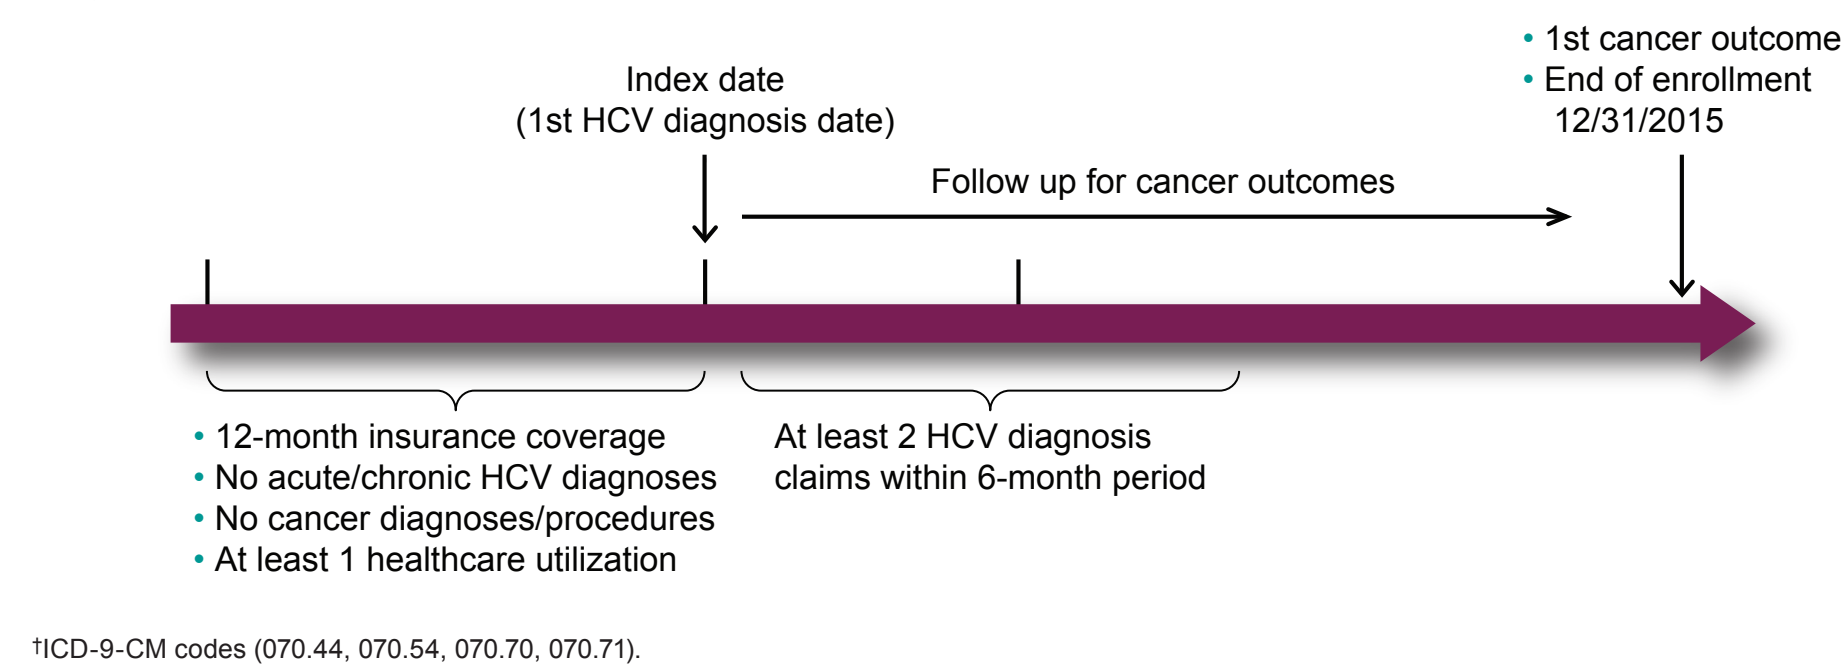 • 1st cancer outcome
• End of enrollment
12/31/2015
Index date
(1st HCV diagnosis date)
Follow up for cancer outcomes
• 12-month insurance coverage
• No acute/chronic HCV diagnoses
• No cancer diagnoses/procedures
• At least 1 healthcare utilization
At least 2 HCV diagnosis
claims within 6-month period
†ICD-9-CM codes (070.44, 070.54, 070.70, 070.71).